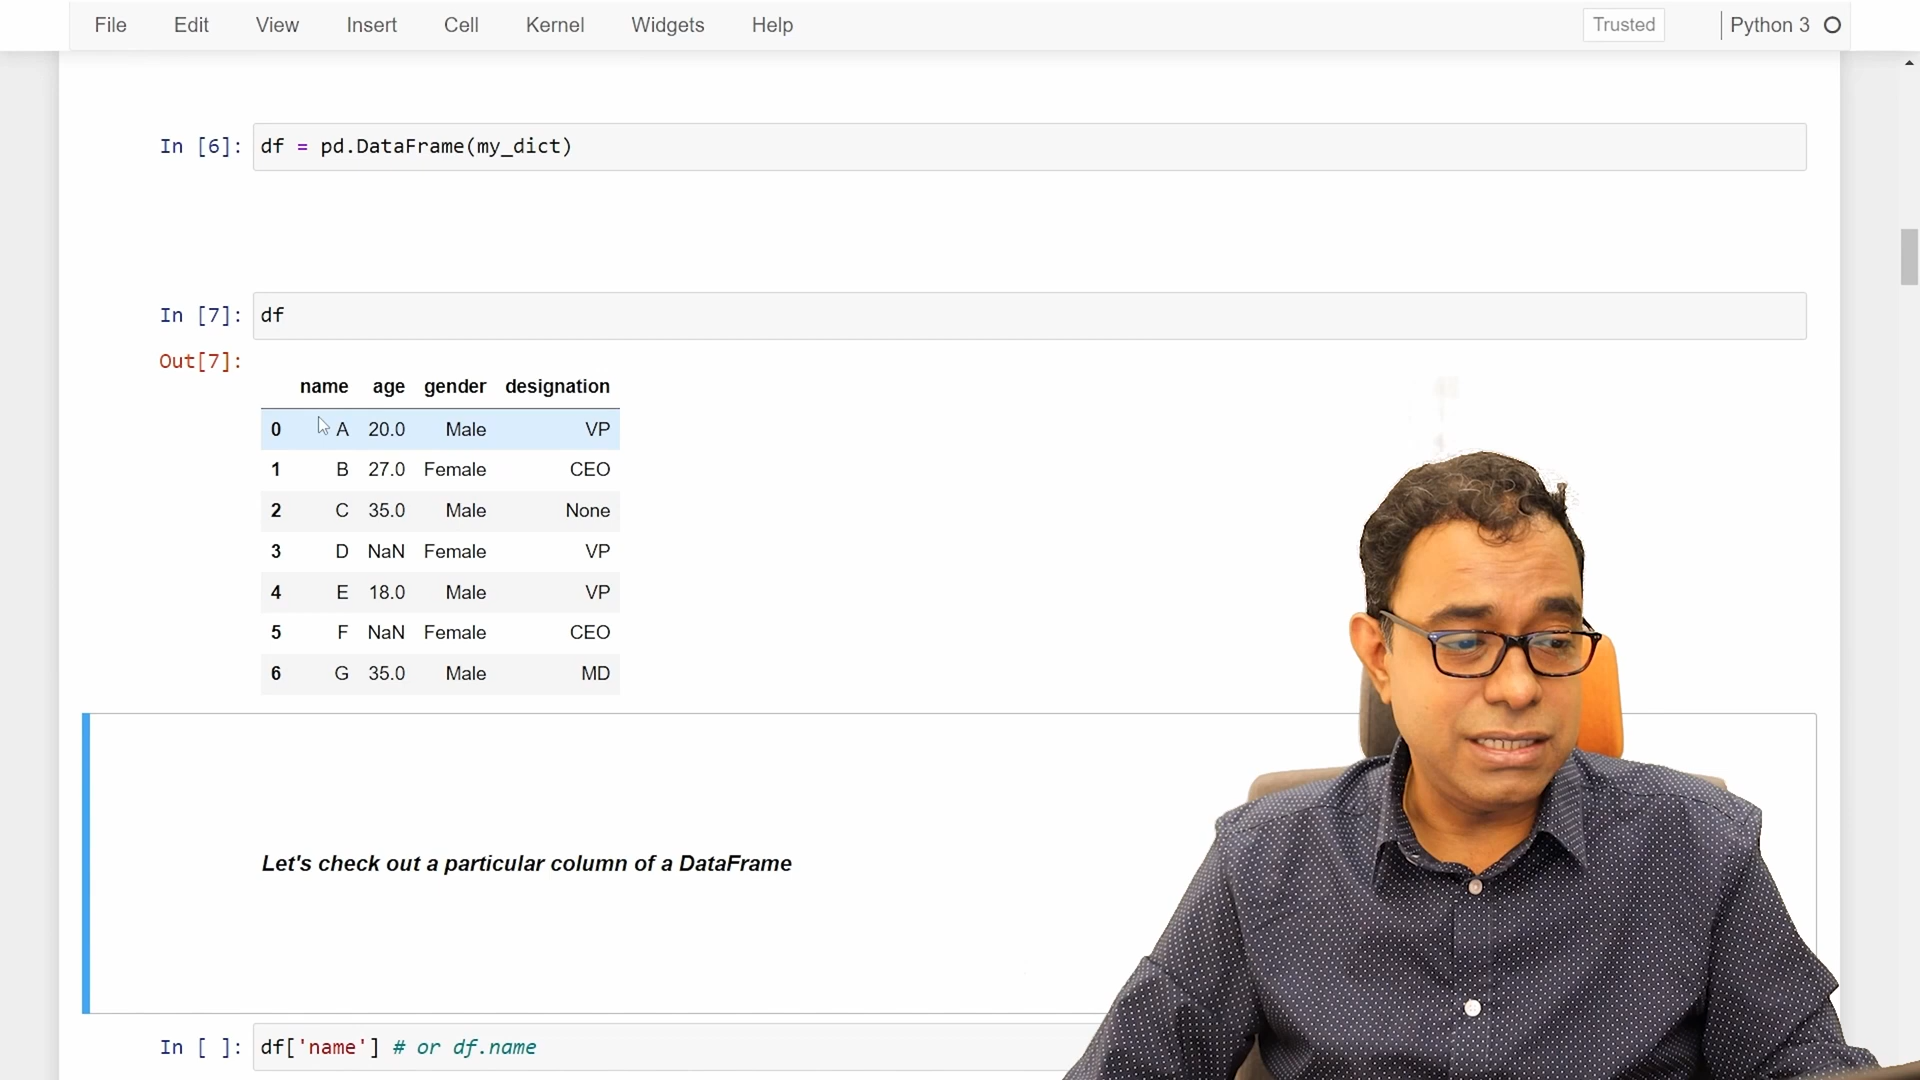 File Edit View Insert Cell Kernel Widgets Help Trusted Python 3
In [6]: df = pd.DataFrame(my_dict)
In [7]: df
Out[7]:
name age gender designation
0 A 20.0 Male VP
1 B 27.0 Female CEO
2 C 35.0 Male None
3 D NaN Female VP
4 E 18.0 Male VP
5 F NaN Female CEO
6 G 35.0 Male MD
Let's check out a particular column of a DataFrame
In [ ]: df['name'] # or df.name